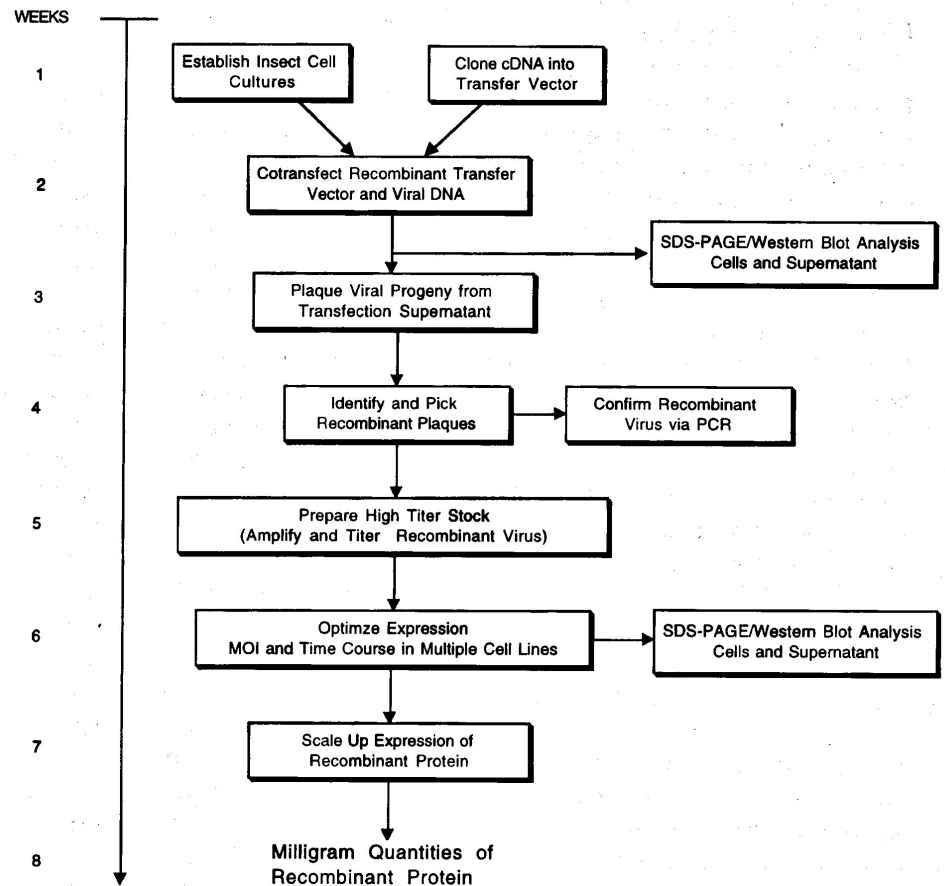 WEEKS
1
Establish Insect Cell
Cultures
Clone cDNA into
Transfer Vector
2
Cotransfect Recombinant Transfer
Vector and Viral DNA
SDS-PAGE/Western Blot Analysis
Cells and Supernatant
3
Plaque Viral Progeny from
Transfection Supernatant
4
Identify and Pick
Recombinant Plaques
Confirm Recombinant
Virus via PCR
5
Prepare High Titer Stock
(Amplify and Titer Recombinant Virus)
6
Optimze Expression
MOI and Time Course in Multiple Cell Lines
SDS-PAGE/Western Blot Analysis
Cells and Supernatant
7
Scale Up Expression of
Recombinant Protein
8
Milligram Quantities of
Recombinant Protein